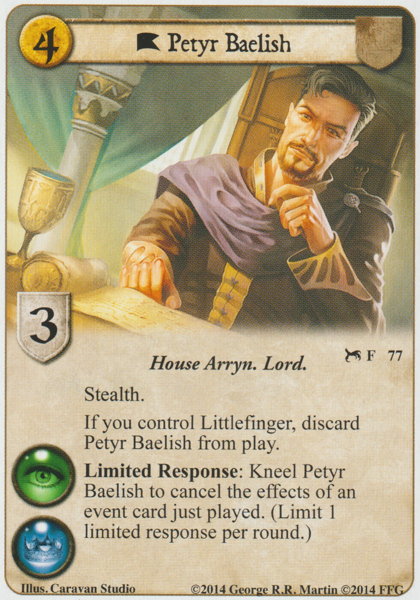 4
Petyr Baelish
3
House Arryn. Lord.
F 77
Stealth.
If you control Littlefinger, discard
Petyr Baelish from play.
Limited Response: Kneel Petyr
Baelish to cancel the effects of an
event card just played. (Limit 1
limited response per round.)
Illus. Caravan Studio
©2014 George R.R. Martin ©2014 FFG